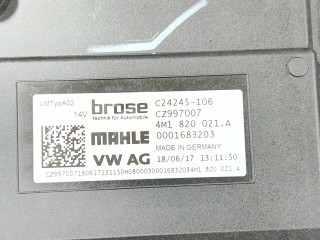 LMTypA02
14V
brose
Technik für Automobile
C24245-106
CZ997007
4M1 820 021.A
MAHLE
0001683203
MADE IN GERMANY
VW AG
18/06/17 13:11:50